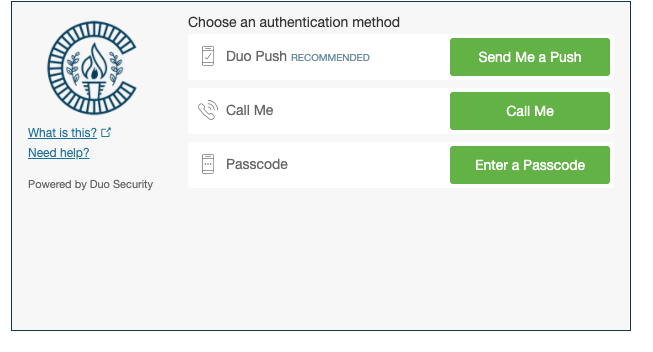 Choose an authentication method
Duo Push RECOMMENDED
Send Me a Push
Call Me
Call Me
Passcode
Enter a Passcode
What is this?
Need help?
Powered by Duo Security